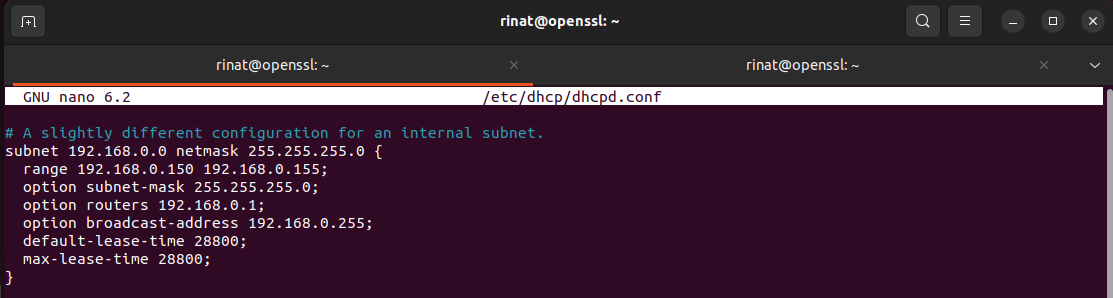 rinat@openssl: ~
rinat@openssl: ~
rinat@openssl: ~
GNU nano 6.2
/etc/dhcp/dhcpd.conf
# A slightly different configuration for an internal subnet.
subnet 192.168.0.0 netmask 255.255.255.0 {
  range 192.168.0.150 192.168.0.155;
  option subnet-mask 255.255.255.0;
  option routers 192.168.0.1;
  option broadcast-address 192.168.0.255;
  default-lease-time 28800;
  max-lease-time 28800;
}